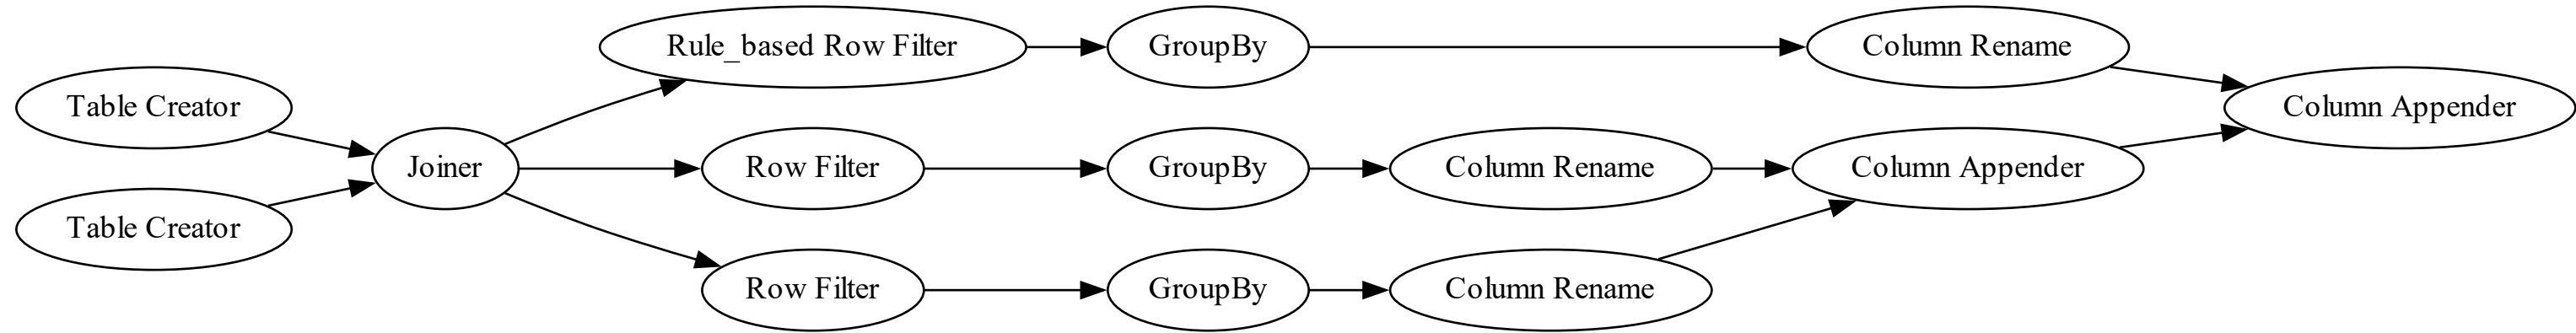 Rule_based Row Filter
GroupBy
Column Rename
Table Creator
Column Appender
Joiner
Row Filter
GroupBy
Column Rename
Column Appender
Table Creator
Row Filter
GroupBy
Column Rename